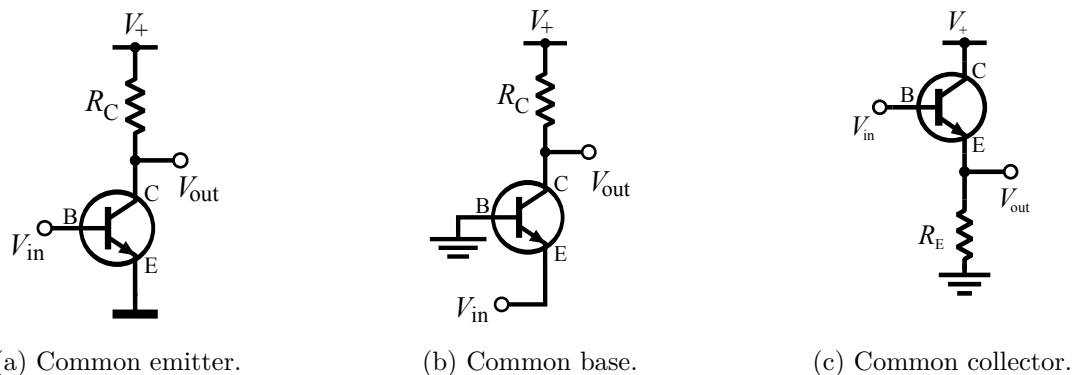 V+
RC
Vout
C
B
Vin
E
V+
RC
Vout
C
B
E
Vin
V+
C
B
Vin
E
Vout
RE
(a) Common emitter.
(b) Common base.
(c) Common collector.